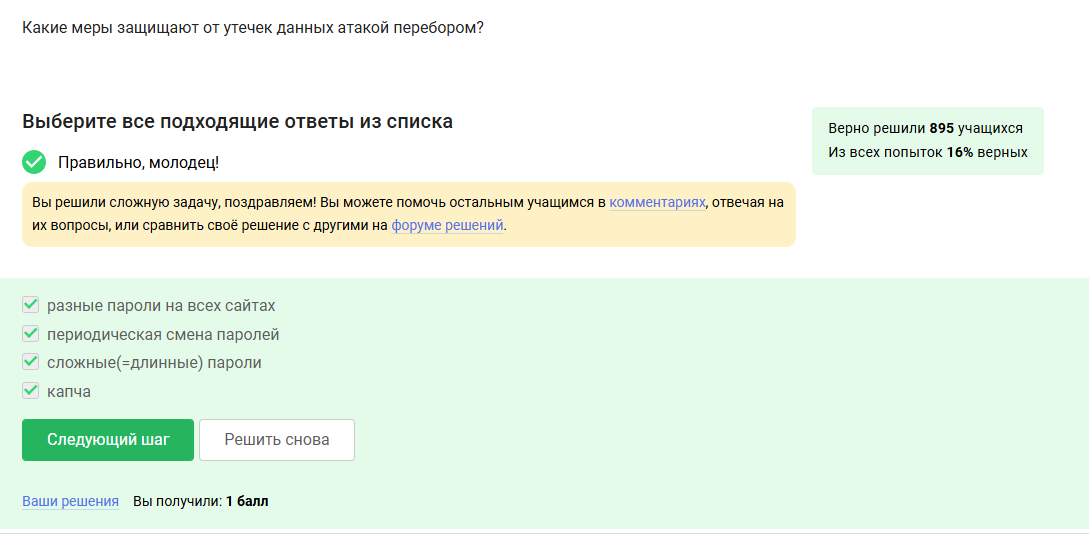 Какие меры защищают от утечек данных атакой перебором?
Выберите все подходящие ответы из списка
Правильно, молодец!
Вы решили сложную задачу, поздравляем! Вы можете помочь остальным учащимся в комментариях, отвечая на
их вопросы, или сравнить своё решение с другими на форуме решений.
Верно решили 895 учащихся
Из всех попыток 16% верных
разные пароли на всех сайтах
периодическая смена паролей
сложные(=длинные) пароли
капча
Следующий шаг
Решить снова
Ваши решения Вы получили: 1 балл